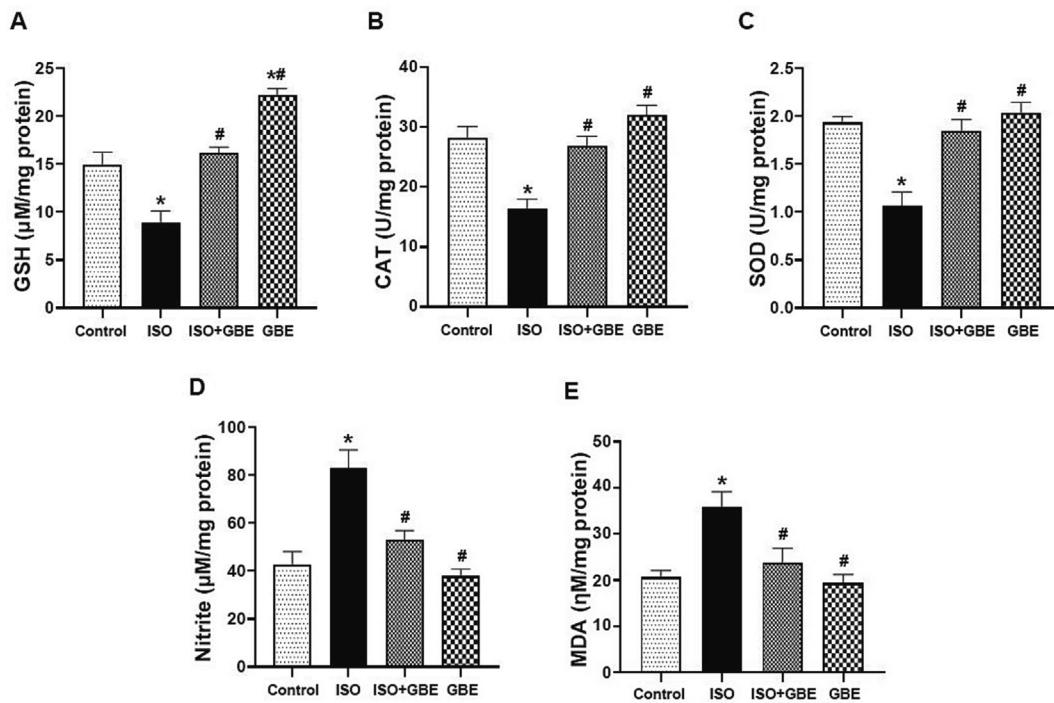 A
GSH (µM/mg protein)
25
20
15
10
5
0
*
#
*#
Control ISO ISO+GBE GBE
B
CAT (U/mg protein)
40
30
20
10
0
*
#
#
Control ISO ISO+GBE GBE
C
SOD (U/mg protein)
2.5
2.0
1.5
1.0
0.5
0.0
*
#
#
Control ISO ISO+GBE GBE
D
Nitrite (µM/mg protein)
100
80
60
40
20
0
*
#
#
Control ISO ISO+GBE GBE
E
MDA (ηM/mg protein)
50
40
30
20
10
0
*
#
#
Control ISO ISO+GBE GBE